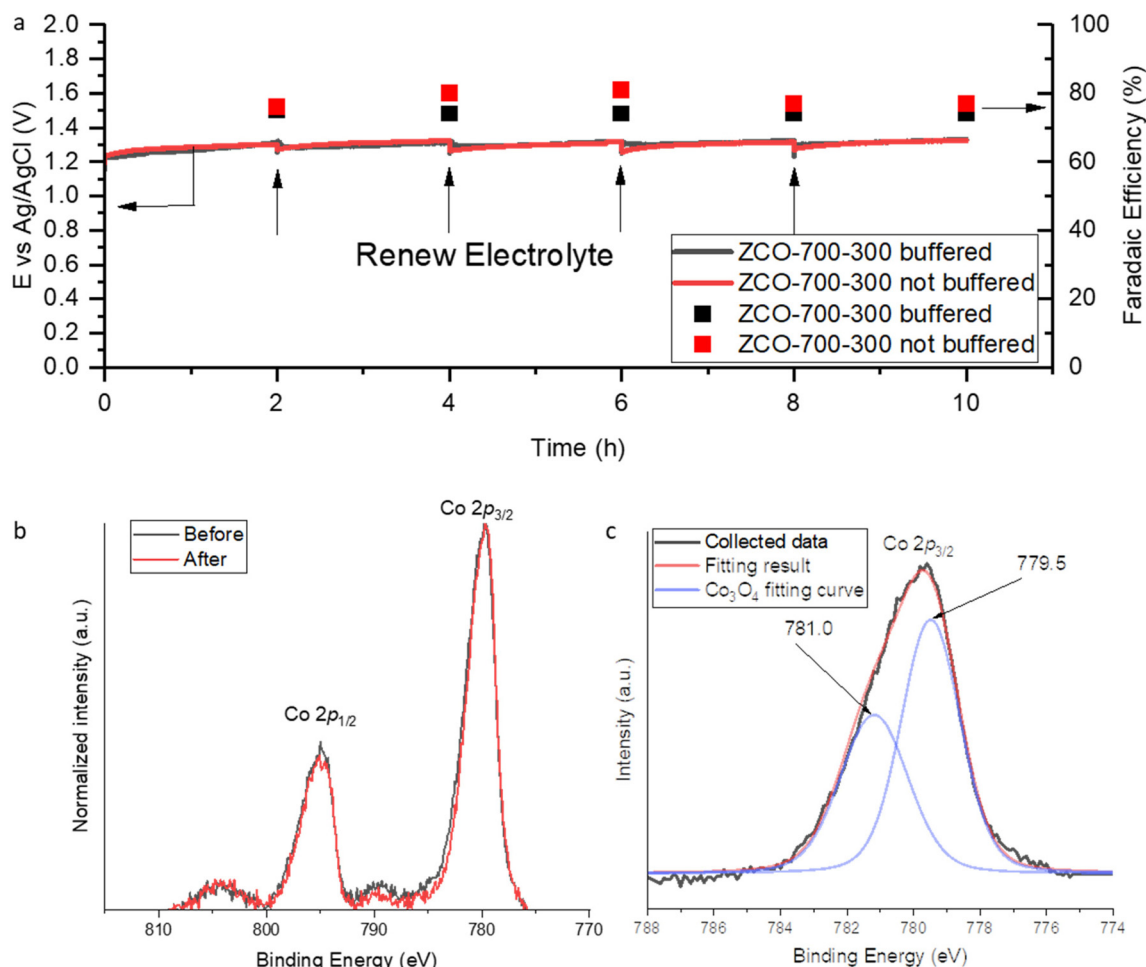 a
E vs Ag/AgCl (V)
2.0
1.8
1.6
1.4
1.2
1.0
0.8
0.6
0.4
0.2
0.0
100
80
60
40
20
0
Faradaic Efficiency (%)
Renew Electrolyte
ZCO-700-300 buffered
ZCO-700-300 not buffered
ZCO-700-300 buffered
ZCO-700-300 not buffered
0 2 4 6 8 10
Time (h)
b
Before
After
Co 2p3/2
Co 2p1/2
Normalized intensity (a.u.)
810 800 790 780 770
Binding Energy (eV)
c
Collected data
Fitting result
Co3O4 fitting curve
Co 2p3/2
779.5
781.0
Intensity (a.u.)
788 786 784 782 780 778 776 774
Binding Energy (eV)